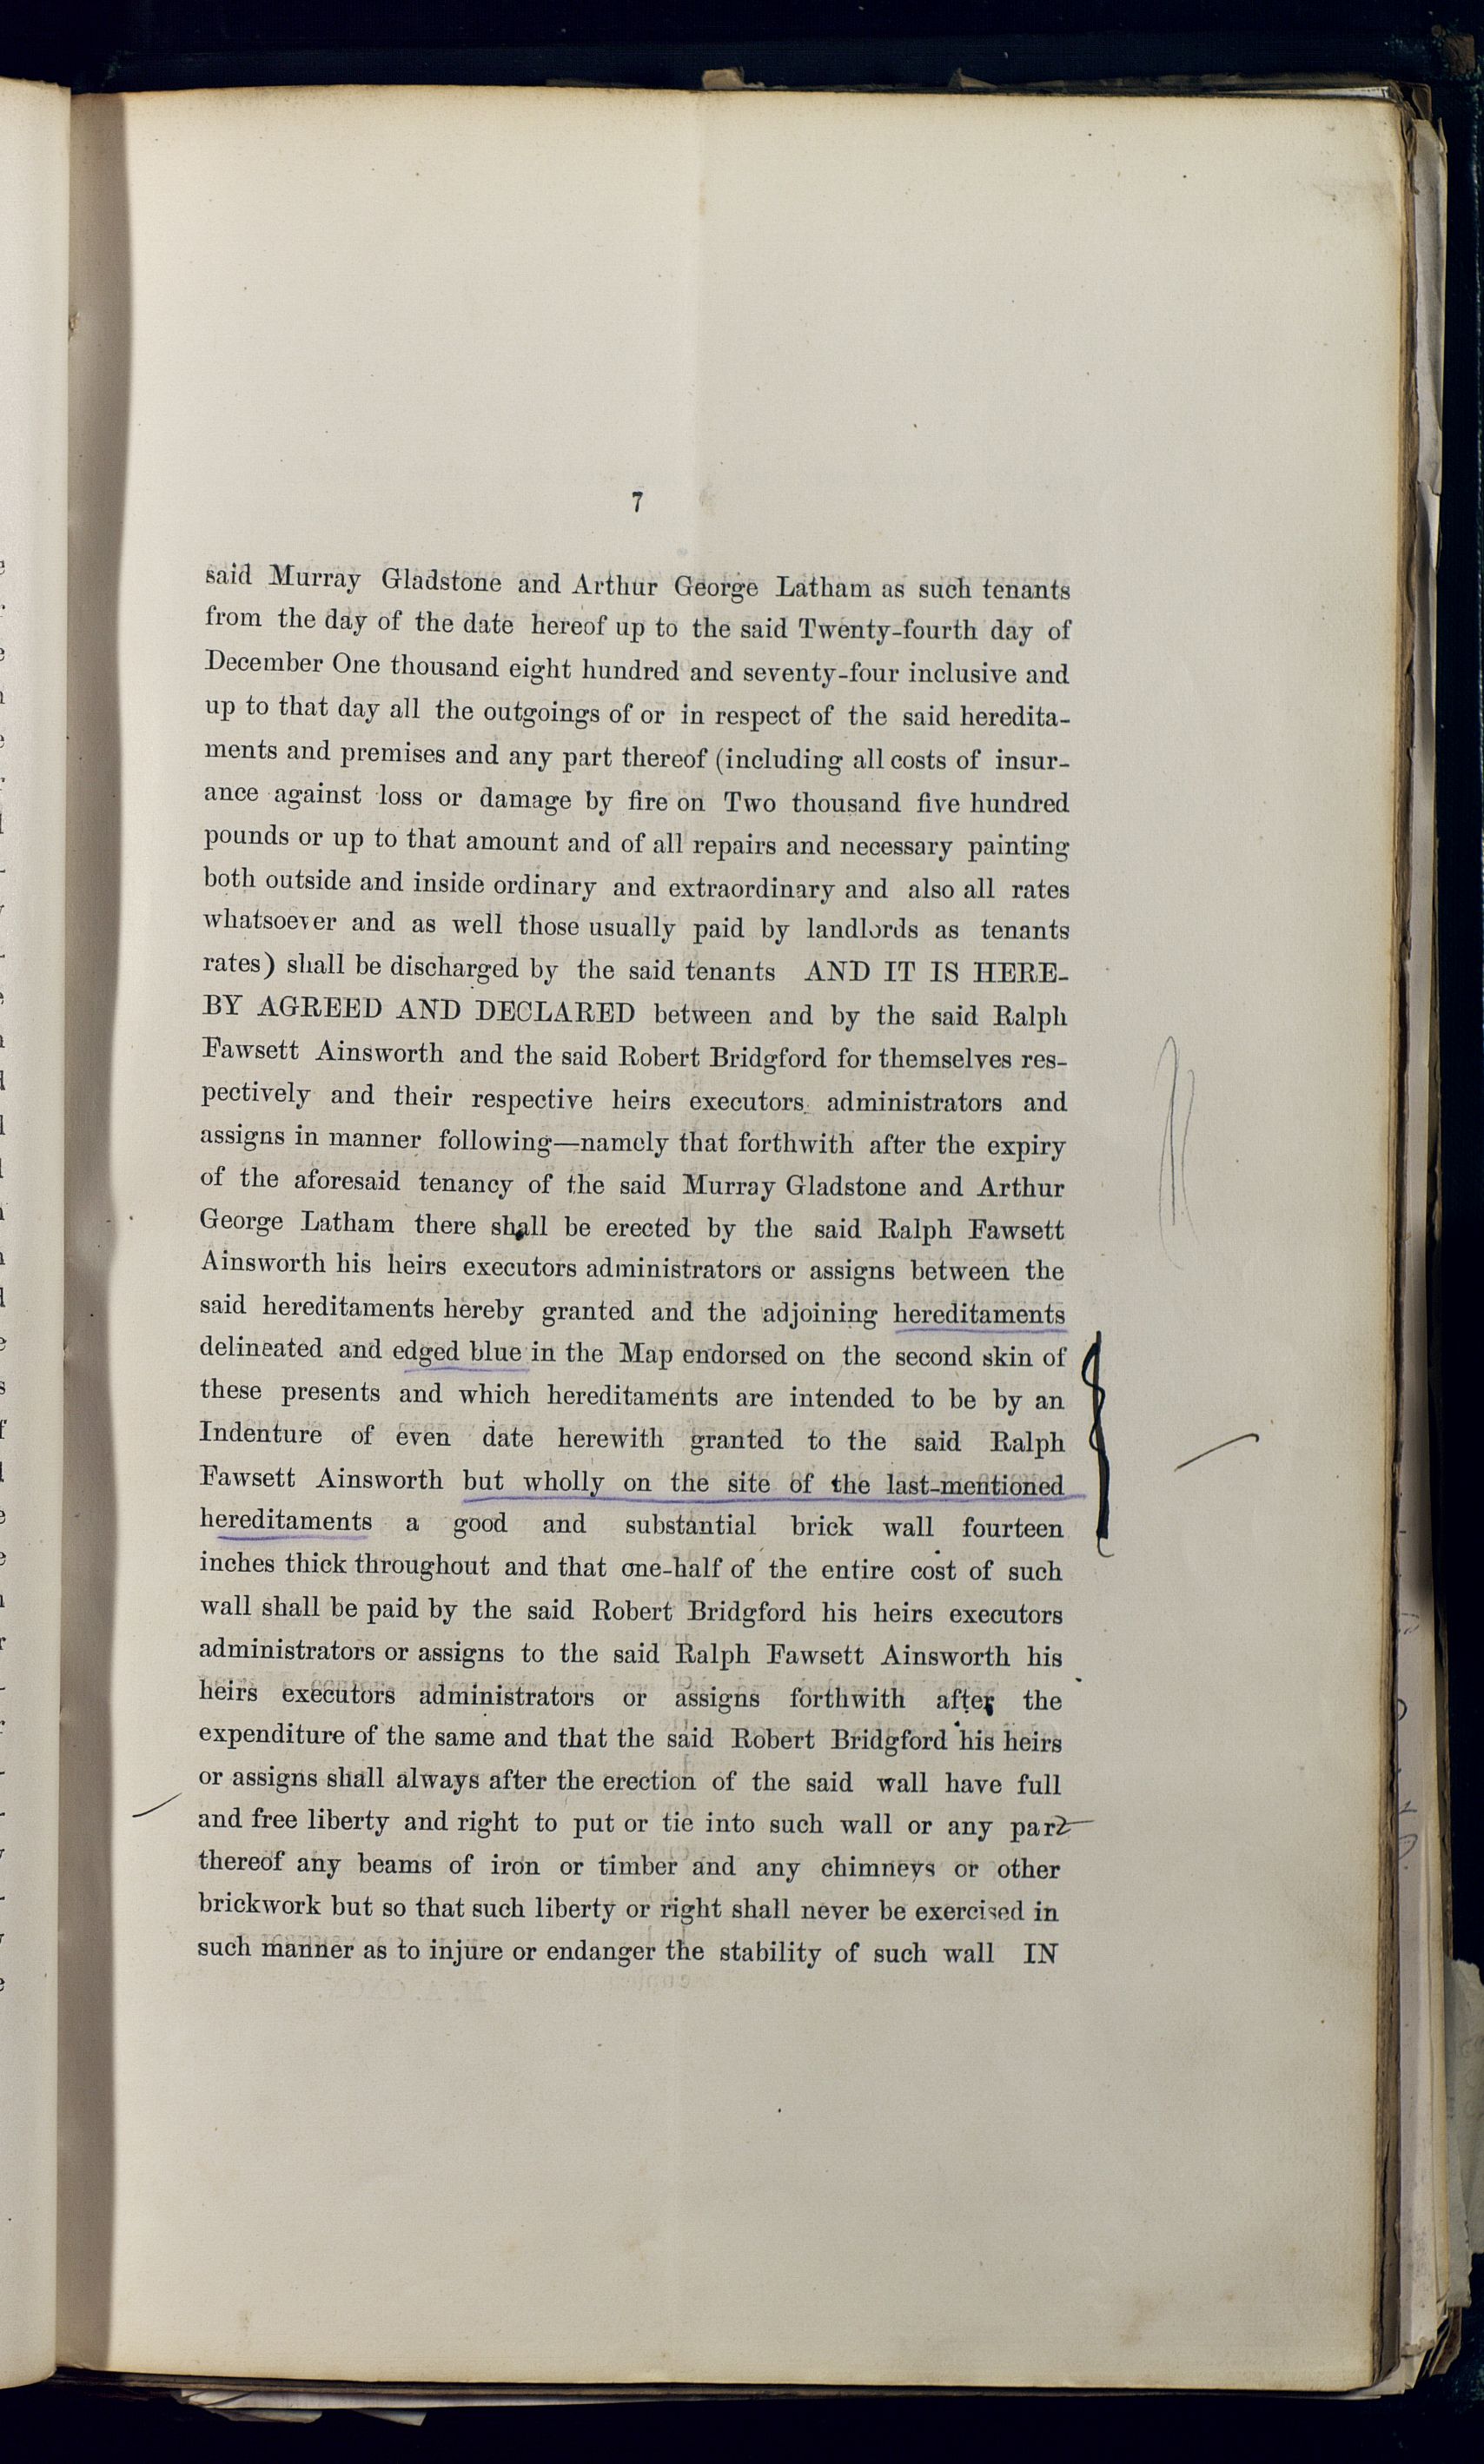 7
said Murray Gladstone and Arthur George Latham as such tenants
from the day of the date hereof up to the said Twenty-fourth day of
December One thousand eight hundred and seventy-four inclusive and
up to that day all the outgoings of or in respect of the said heredita-
ments and premises and any part thereof (including all costs of insur-
ance against loss or damage by fire on Two thousand five hundred
pounds or up to that amount and of all repairs and necessary painting
both outside and inside ordinary and extraordinary and also all rates
whatsoever and as well those usually paid by landlords as tenants
rates) shall be discharged by the said tenants AND IT IS HERE-
BY AGREED AND DECLARED between and by the said Ralph
Fawsett Ainsworth and the said Robert Bridgford for themselves res-
pectively and their respective heirs executors administrators and
assigns in manner following—namely that forthwith after the expiry
of the aforesaid tenancy of the said Murray Gladstone and Arthur
George Latham there shall be erected by the said Ralph Fawsett
Ainsworth his heirs executors administrators or assigns between the
said hereditaments hereby granted and the adjoining hereditaments
delineated and edged blue in the Map endorsed on the second skin of
these presents and which hereditaments are intended to be by an
Indenture of even date herewith granted to the said Ralph
Fawsett Ainsworth but wholly on the site of the last-mentioned
hereditaments a good and substantial brick wall fourteen
inches thick throughout and that one-half of the entire cost of such
wall shall be paid by the said Robert Bridgford his heirs executors
administrators or assigns to the said Ralph Fawsett Ainsworth his
heirs executors administrators or assigns forthwith after the
expenditure of the same and that the said Robert Bridgford his heirs
or assigns shall always after the erection of the said wall have full
and free liberty and right to put or tie into such wall or any part
thereof any beams of iron or timber and any chimneys or other
brickwork but so that such liberty or right shall never be exercised in
such manner as to injure or endanger the stability of such wall IN